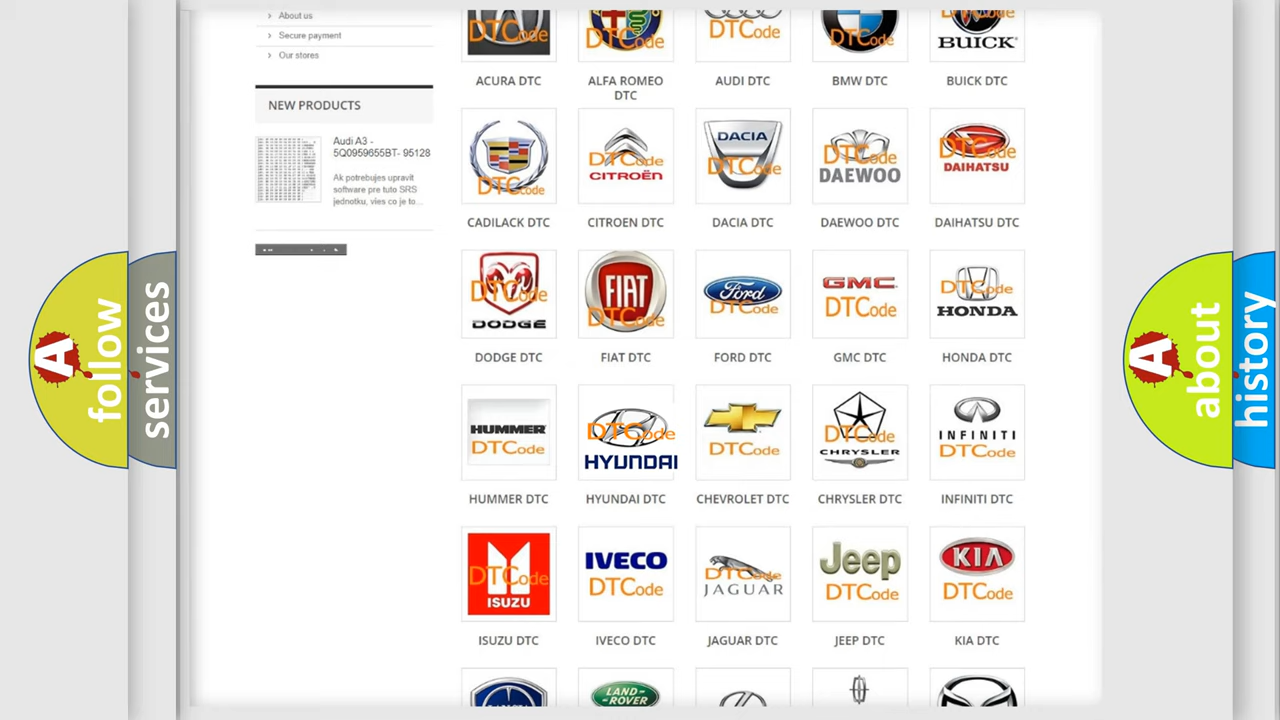 About us
Secure payment
Our stores
NEW PRODUCTS
Audi A3 -
5Q0959655BT- 95128
Ak potrebujes upravit
software pre tuto SRS
jednotku, vies co je to...
DTCode
DTCode
DTCode
DTCode
BUICK
ACURA DTC
ALFA ROMEO
DTC
AUDI DTC
BMW DTC
BUICK DTC
DTCode
DTCode
CITROËN
DACIA
DTCode
DTCode
DAEWOO
DTCode
DAIHATSU
CADILACK DTC
CITROEN DTC
DACIA DTC
DAEWOO DTC
DAIHATSU DTC
DTCode
DODGE
FIAT
DTCode
Ford
DTCode
GMC
DTCode
DTCode
HONDA
DODGE DTC
FIAT DTC
FORD DTC
GMC DTC
HONDA DTC
HUMMER
DTCode
DTCode
HYUNDAI
DTCode
DTCode
CHRYSLER
INFINITI
DTCode
HUMMER DTC
HYUNDAI DTC
CHEVROLET DTC
CHRYSLER DTC
INFINITI DTC
DTCode
ISUZU
IVECO
DTCode
DTCode
JAGUAR
Jeep
DTCode
KIA
DTCode
ISUZU DTC
IVECO DTC
JAGUAR DTC
JEEP DTC
KIA DTC
LAND-
ROVER
A
follow
services
A
about
history